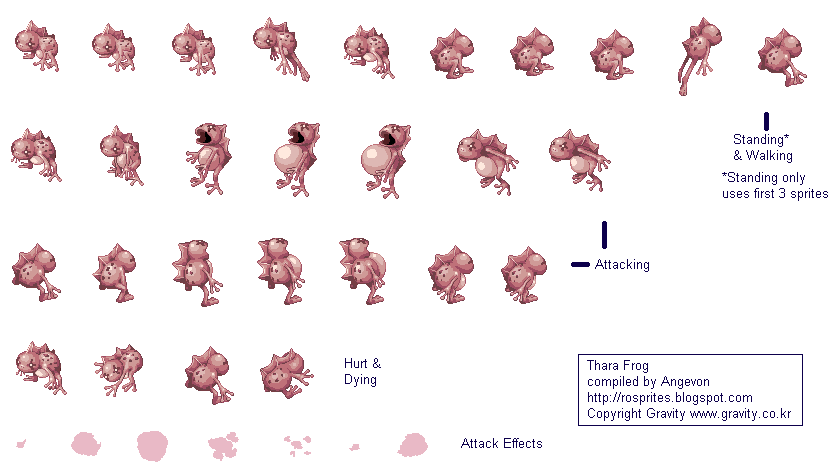 Standing*
& Walking
*Standing only
uses first 3 sprites
Attacking
Hurt &
Dying
Thara Frog
compiled by Angevon
http://rosprites.blogspot.com
Copyright Gravity www.gravity.co.kr
Attack Effects